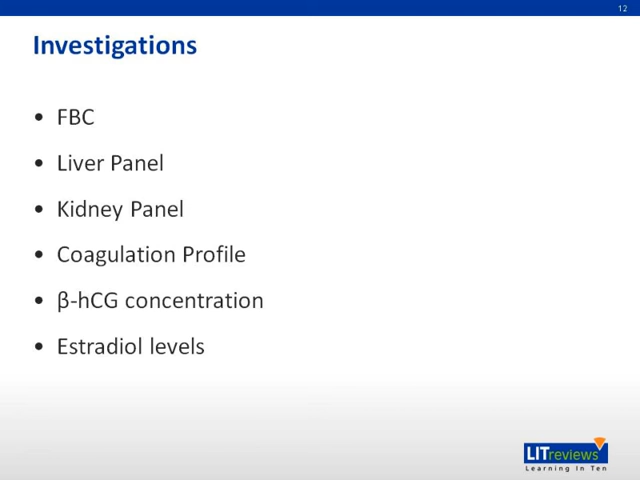 12
Investigations
• FBC
• Liver Panel
• Kidney Panel
• Coagulation Profile
• β-hCG concentration
• Estradiol levels
LITreviews
Learning In Ten